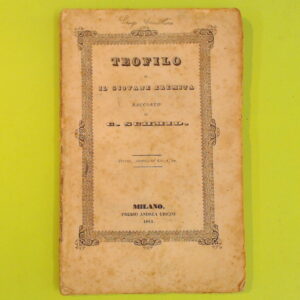 TEOFILO
O
IL GIOVANE EREMITA
RACCONTO
DI
C. SCHMID.
MILANO,
PRESSO ANDREA UBICINI